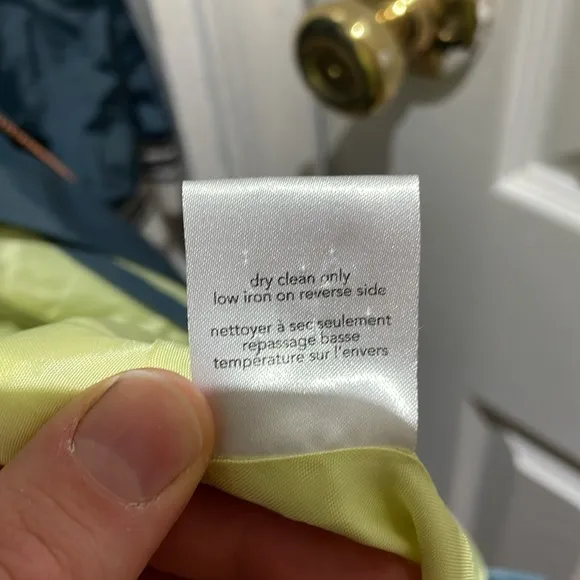 dry clean only
low iron on reverse side
nettoyer à sec seulement
repassage basse
température sur l'envers